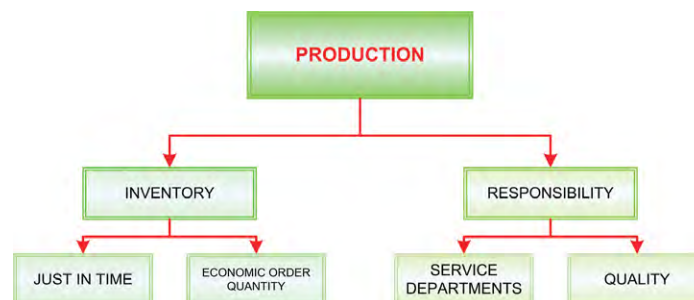 PRODUCTION
INVENTORY
RESPONSIBILITY
JUST IN TIME
ECONOMIC ORDER
QUANTITY
SERVICE
DEPARTMENTS
QUALITY